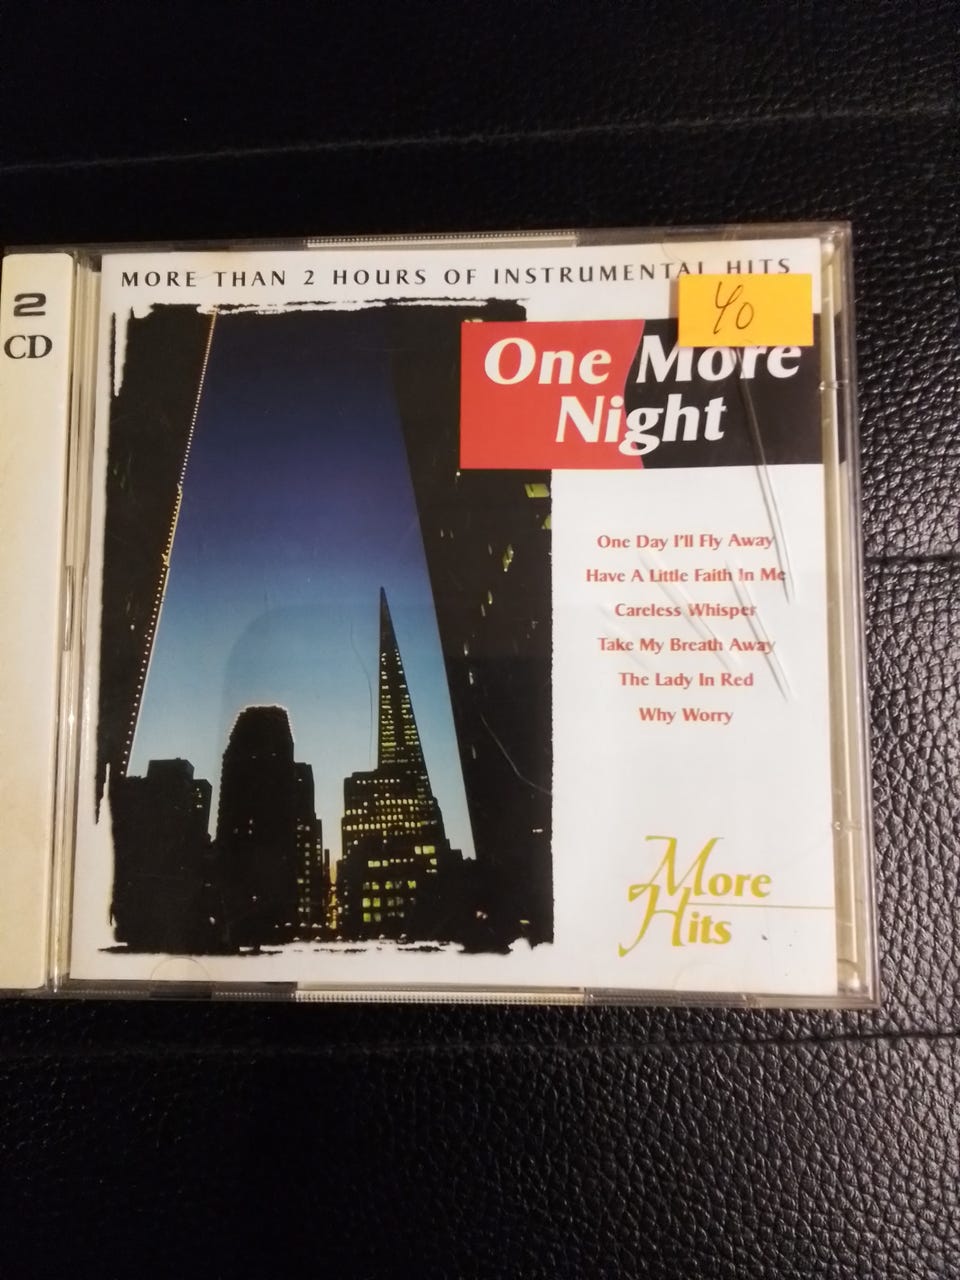 2
CD
MORE THAN 2 HOURS OF INSTRUMENTAL HITS
40
One More
Night
One Day I'll Fly Away
Have A Little Faith In Me
Careless Whisper
Take My Breath Away
The Lady In Red
Why Worry
More
Hits